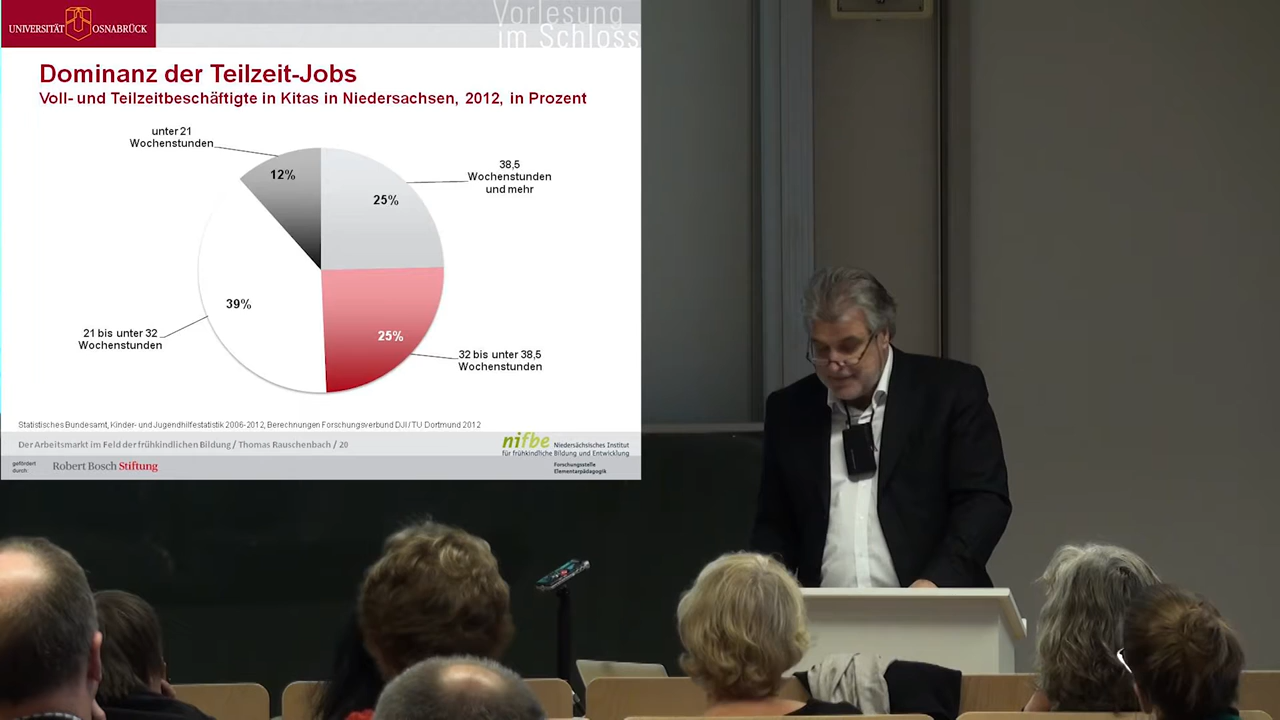 UNIVERSITÄT OSNABRÜCK
Vorlesung
im Schloss
Dominanz der Teilzeit-Jobs
Voll- und Teilzeitbeschäftigte in Kitas in Niedersachsen, 2012, in Prozent
unter 21
Wochenstunden
12%
38,5
Wochenstunden
und mehr
25%
39%
21 bis unter 32
Wochenstunden
25%
32 bis unter 38,5
Wochenstunden
Statistisches Bundesamt, Kinder- und Jugendhilfestatistik 2006-2012, Berechnungen Forschungsverbund DJI/TU Dortmund 2012
Der Arbeitsmarkt im Feld der frühkindlichen Bildung / Thomas Rauschenbach / 20
nifbe Niedersächsisches Institut
für frühkindliche Bildung und Entwicklung
gefördert
durch:
Robert Bosch Stiftung
Forschungsstelle
Elementarpädagogik